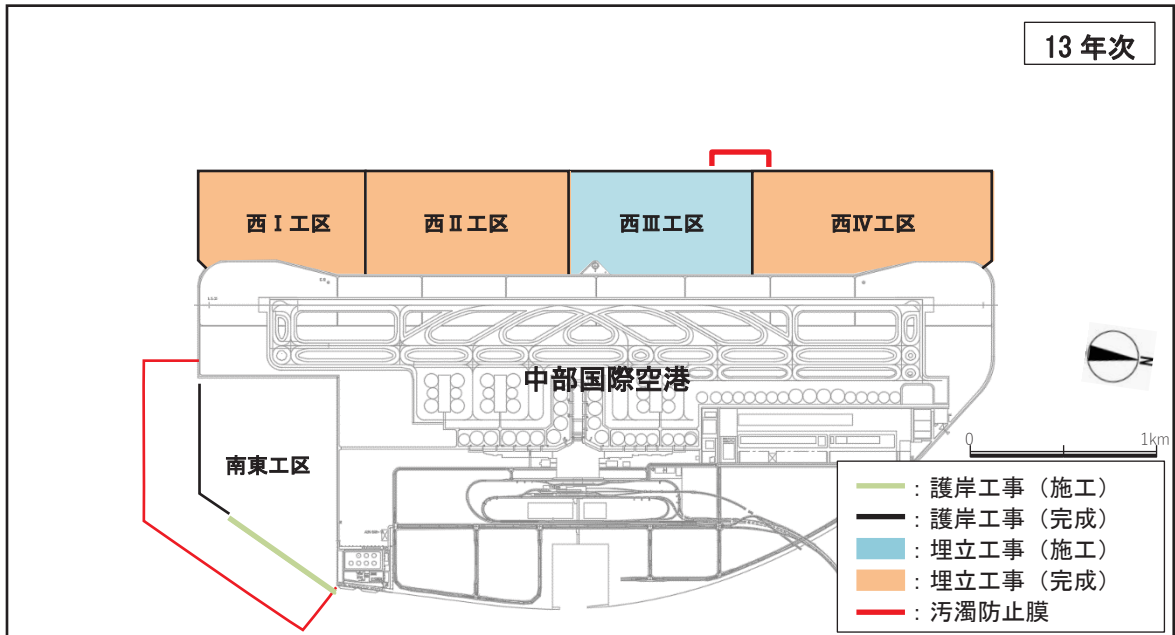 13 年次
西Ⅰ工区
西Ⅱ工区
西Ⅲ工区
西Ⅳ工区
中部国際空港
南東工区
N
0 1km
：護岸工事（施工）
：護岸工事（完成）
：埋立工事（施工）
：埋立工事（完成）
：汚濁防止膜